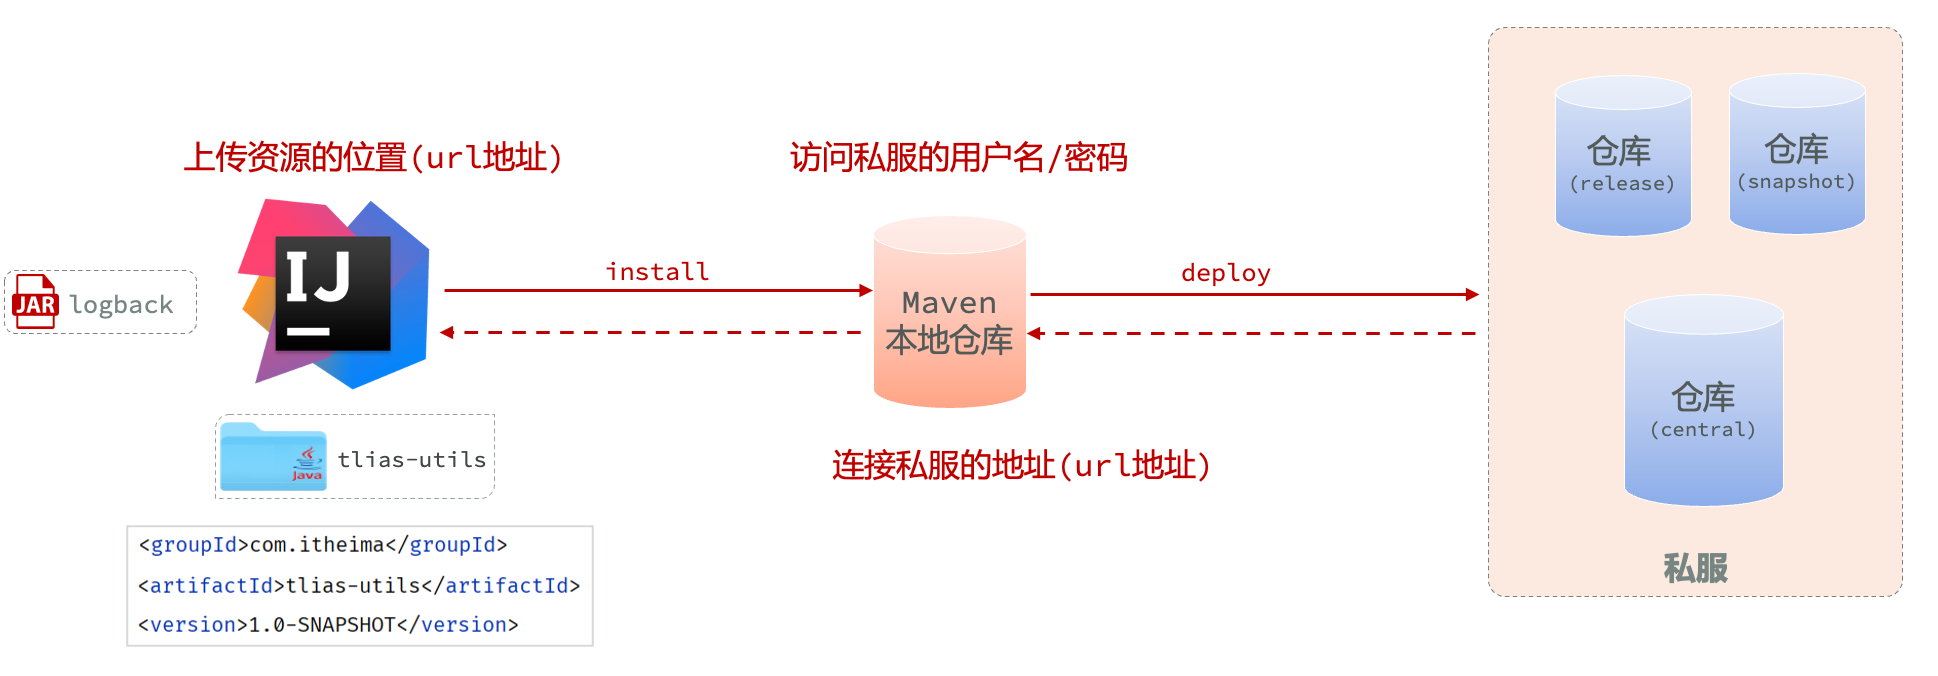 上传资源的位置(url地址)
访问私服的用户名/密码
仓库
(release)
仓库
(snapshot)
JAR
logback
IJ
install
Maven
本地仓库
deploy
仓库
(central)
Java
tlias-utils
连接私服的地址(url地址)
<groupId>com.itheima</groupId>
<artifactId>tlias-utils</artifactId>
<version>1.0-SNAPSHOT</version>
私服